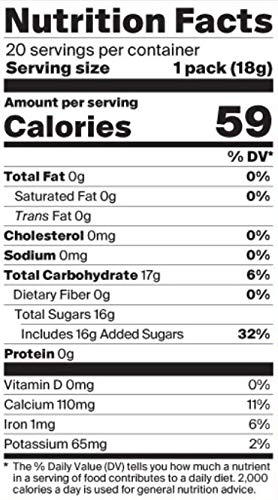 Nutrition Facts
20 servings per container
Serving size 1 pack (18g)
Amount per serving
Calories 59
% DV*
Total Fat 0g 0%
Saturated Fat 0g 0%
Trans Fat 0g
Cholesterol 0mg 0%
Sodium 0mg 0%
Total Carbohydrate 17g 6%
Dietary Fiber 0g 0%
Total Sugars 16g
Includes 16g Added Sugars 32%
Protein 0g
Vitamin D 0mg 0%
Calcium 110mg 11%
Iron 1mg 6%
Potassium 65mg 2%
* The % Daily Value (DV) tells you how much a nutrient
in a serving of food contributes to a daily diet. 2,000
calories a day is used for general nutrition advice.